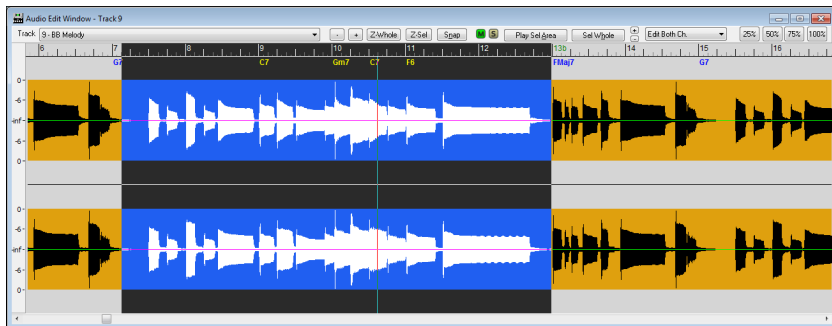 Audio Edit Window - Track 9
Track 9 - BB Melody - + Z-Whole Z-Sel Snap M S Play Sel Area Sel Whole + - Edit Both Ch. 25% 50% 75% 100%
6 7 8 9 10 11 12 13b 14 15 16
G7 C7 Gm7 C7 F6 FMaj7 G7
0-
-6-
-inf-
-6-
0-
0-
-6-
-inf-
-6-
0-